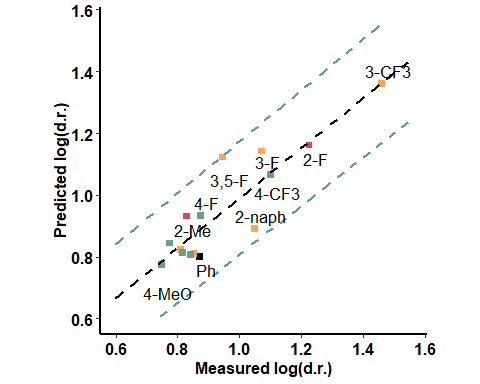 1.6
1.4
1.2
1.0
0.8
0.6
Predicted log(d.r.)
3-CF3
3-F
2-F
3,5-F
4-CF3
4-F
2-naph
2-Me
Ph
4-MeO
0.6 0.8 1.0 1.2 1.4 1.6
Measured log(d.r.)